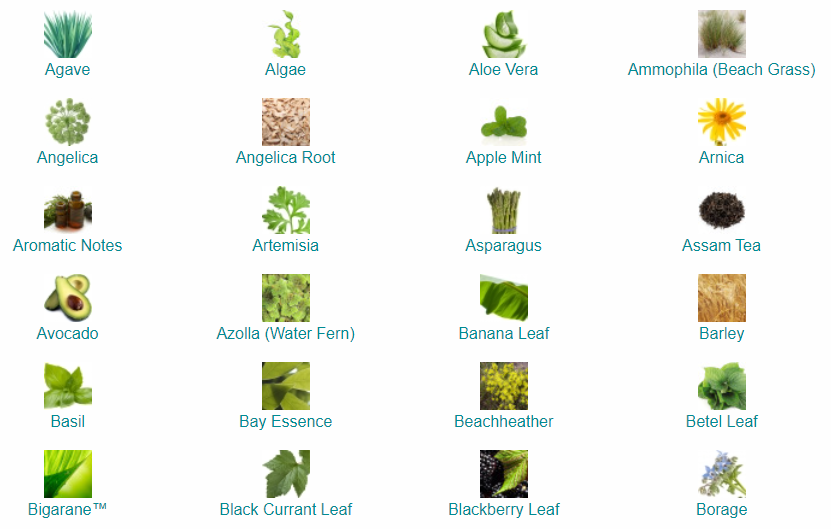 Agave
Algae
Aloe Vera
Ammophila (Beach Grass)
Angelica
Angelica Root
Apple Mint
Arnica
Aromatic Notes
Artemisia
Asparagus
Assam Tea
Avocado
Azolla (Water Fern)
Banana Leaf
Barley
Basil
Bay Essence
Beachheather
Betel Leaf
Bigarane™
Black Currant Leaf
Blackberry Leaf
Borage